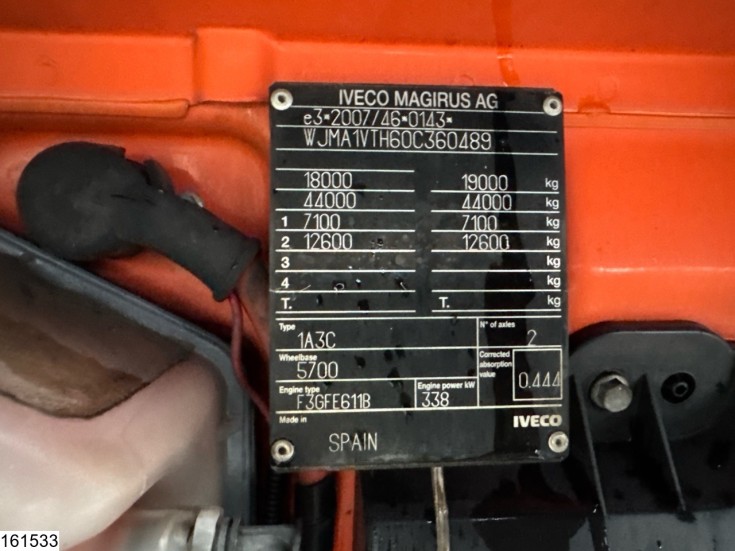 IVECO MAGIRUS AG
e3*2007/46*0143*
WJMA1VTH60C360489
18000 19000 kg
44000 44000 kg
1 7100 7100 kg
2 12600 12600 kg
3 kg
4 kg
T. T. kg
Type 1A3C N° of axles 2
Wheelbase 5700 Corrected absorption value 0.444
Engine type F3GFE611B Engine power kW 338
Made in SPAIN IVECO
161533